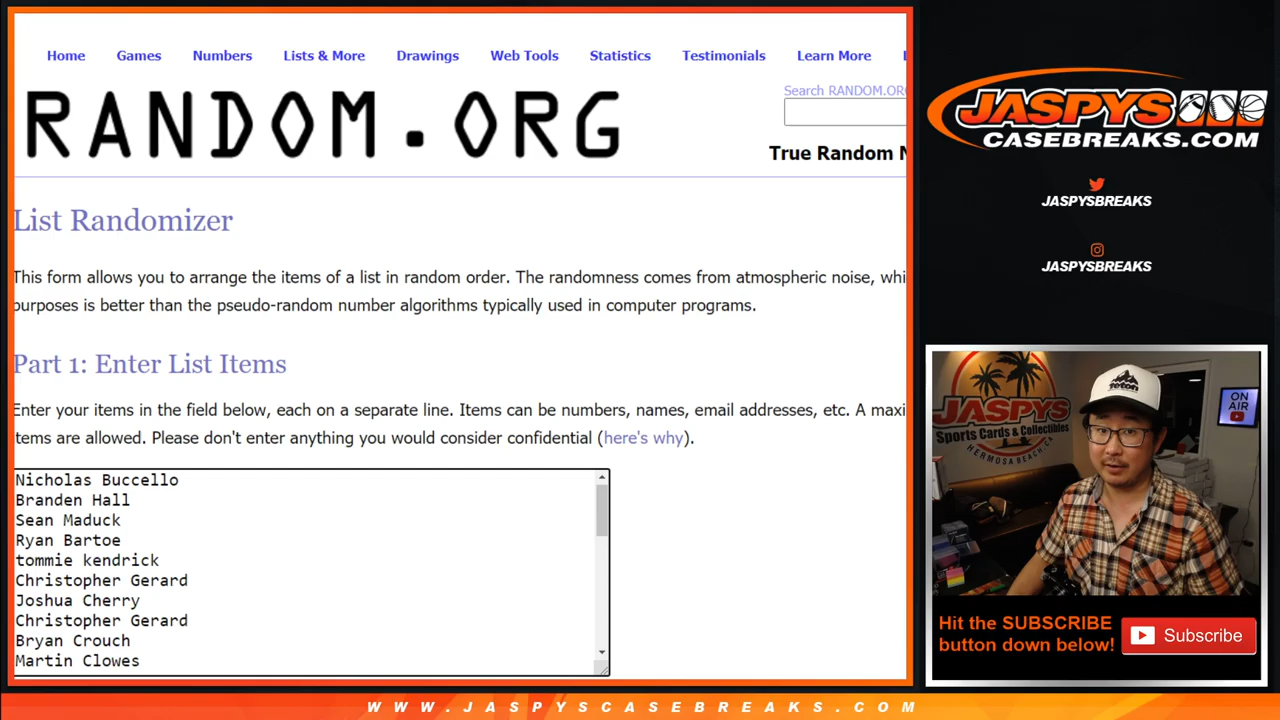 Home Games Numbers Lists & More Drawings Web Tools Statistics Testimonials Learn More
RANDOM.ORG
Search RANDOM.ORG
True Random
List Randomizer
This form allows you to arrange the items of a list in random order. The randomness comes from atmospheric noise,
purposes is better than the pseudo-random number algorithms typically used in computer programs.
Part 1: Enter List Items
Enter your items in the field below, each on a separate line. Items can be numbers, names, email addresses, etc. A
items are allowed. Please don't enter anything you would consider confidential (here's why).
Nicholas Buccello
Branden Hall
Sean Maduck
Ryan Bartoe
tommie kendrick
Christopher Gerard
Joshua Cherry
Christopher Gerard
Bryan Crouch
Martin Clowes
JASPYS
CASEBREAKS.COM
JASPYSBREAKS
JASPYSBREAKS
JASPYS
Sports Cards & Collectibles
HERMOSA BEACH, CA
Teton
ON
AIR
Hit the SUBSCRIBE
button down below!
Subscribe
WWW.JASPYSCASEBREAKS.COM